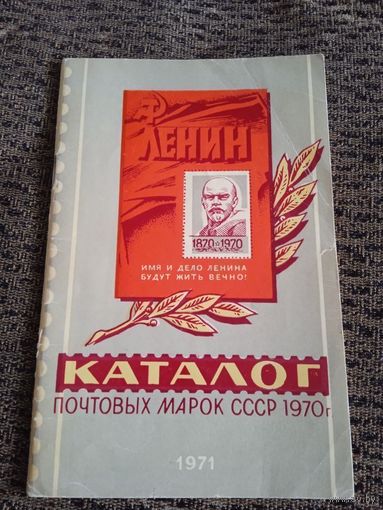 ЛЕНИН
1870☆1970
ИМЯ И ДЕЛО ЛЕНИНА
БУДУТ ЖИТЬ ВЕЧНО!
КАТАЛОГ
ПОЧТОВЫХ МАРОК СССР 1970г.
1971